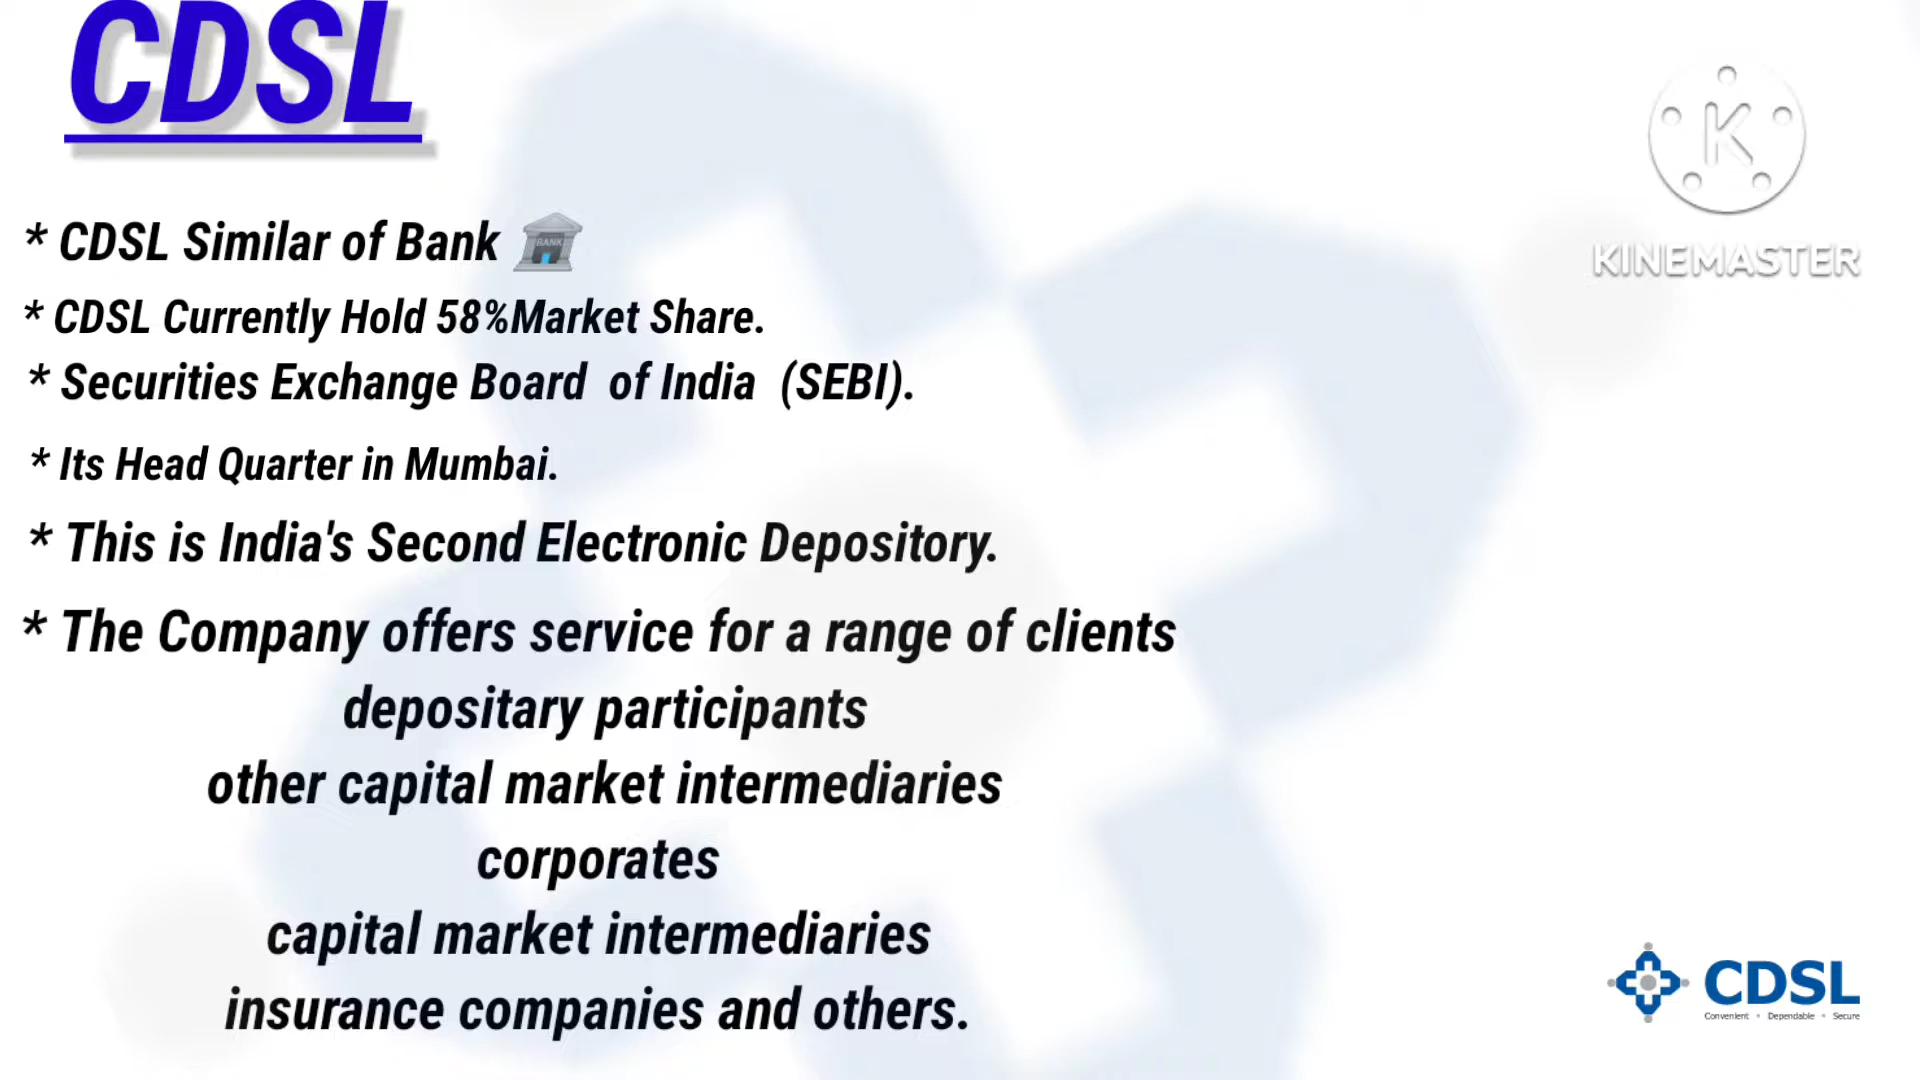 CDSL
* CDSL Similar of Bank
BANK
* CDSL Currently Hold 58%Market Share.
* Securities Exchange Board of India (SEBI).
* Its Head Quarter in Mumbai.
* This is India's Second Electronic Depository.
* The Company offers service for a range of clients
depositary participants
other capital market intermediaries
corporates
capital market intermediaries
insurance companies and others.
K
KINEMASTER
CDSL
Convenient • Dependable • Secure